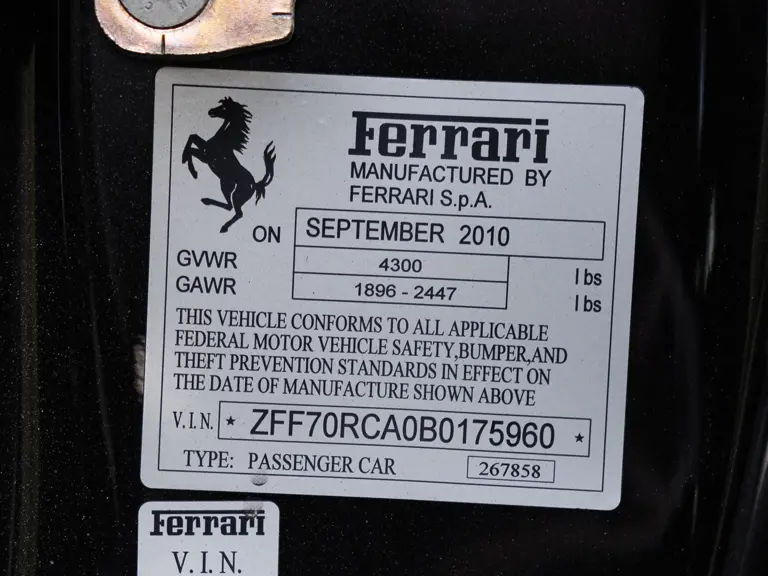 Ferrari
MANUFACTURED BY
FERRARI S.p.A.
ON SEPTEMBER 2010
GVWR 4300 lbs
GAWR 1896 - 2447 lbs
THIS VEHICLE CONFORMS TO ALL APPLICABLE
FEDERAL MOTOR VEHICLE SAFETY,BUMPER,AND
THEFT PREVENTION STANDARDS IN EFFECT ON
THE DATE OF MANUFACTURE SHOWN ABOVE
V.I.N. * ZFF70RCA0B0175960 *
TYPE: PASSENGER CAR 267858
Ferrari
V.I.N.